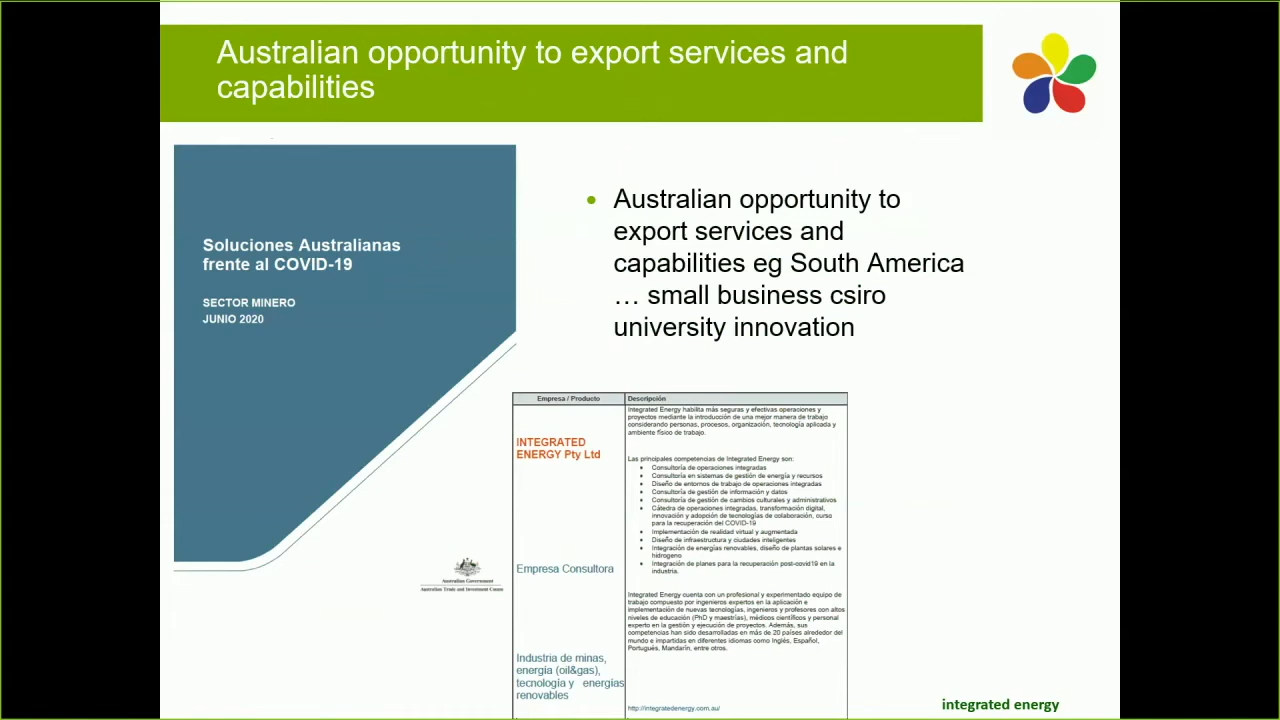 Australian opportunity to export services and
capabilities
Soluciones Australianas
frente al COVID-19
SECTOR MINERO
JUNIO 2020
Australian Government
Australian Trade and Investment Comm
• Australian opportunity to
export services and
capabilities eg South America
… small business csiro
university innovation
Empresa / Producto
Descripción
INTEGRATED
ENERGY Pty Ltd
Empresa Consultora
Industria de minas,
energía (oil&gas),
tecnología y energías
renovables
Integrated Energy habilita más seguras y efectivas operaciones y
proyectos mediante la introducción de una mejor manera de trabajo
considerando personas, procesos, organización, tecnología aplicada y
ambiente físico de trabajo.
Las principales competencias de Integrated Energy son:
• Consultoría de operaciones integradas
• Consultoría en sistemas de gestión de energía y recursos
• Diseño de entornos de trabajo de operaciones integradas
• Consultoría de gestión de información y datos
• Consultoría de gestión de cambios culturales y administrativos
• Cátedra de operaciones integradas, transformación digital,
innovación y adopción de tecnologías de colaboración, curso
para la recuperación del COVID-19
• Implementación de realidad virtual y augmentada
• Diseño de infraestructura y ciudades inteligentes
• Integración de energías renovables, diseño de plantas solares e
hidrogeno
• Integración de planes para la recuperación post-covid19 en la
industria.
Integrated Energy cuenta con un profesional y experimentado equipo de
trabajo compuesto por ingenieros expertos en la aplicación e
implementación de nuevas tecnologías, ingenieros y profesores con altos
niveles de educación (PhD y maestrías), médicos científicos y personal
experto en la gestión y ejecución de proyectos. Además, sus
competencias han sido desarrolladas en más de 20 países alrededor del
mundo e impartidas en diferentes idiomas como Inglés, Español,
Portugués, Mandarín, entre otros.
http://integratedenergy.com.au/
integrated energy